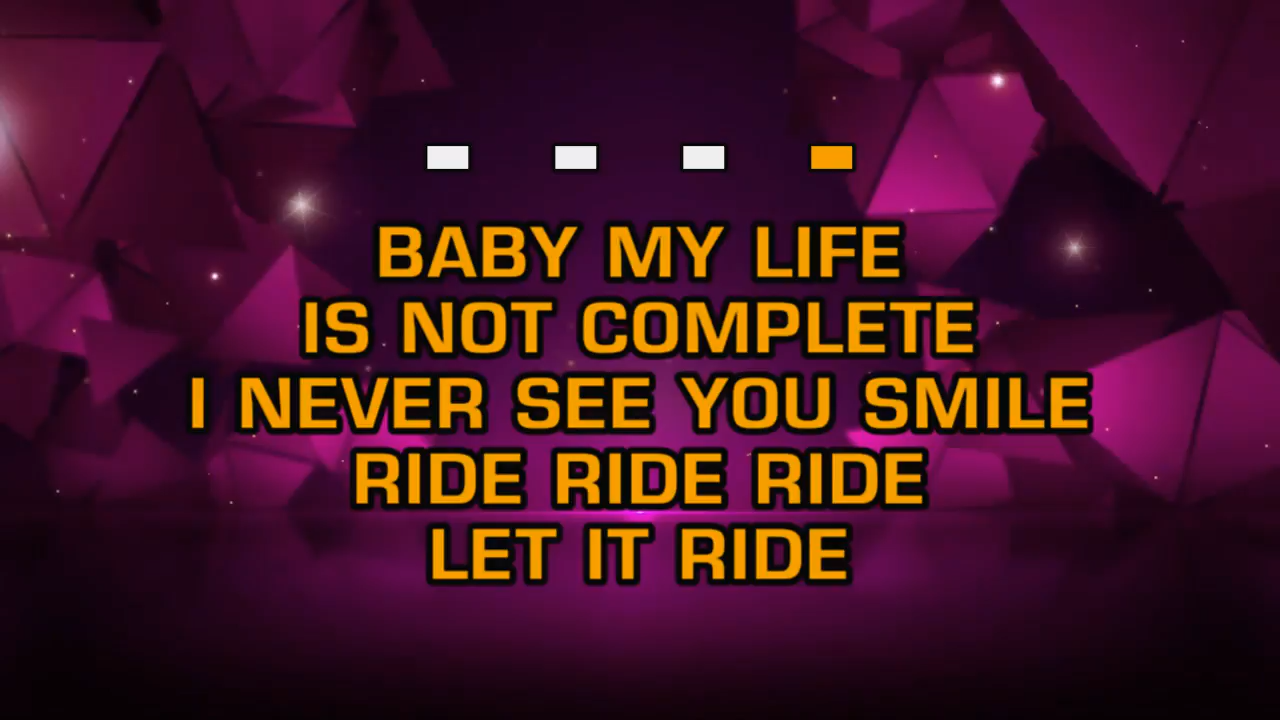 BABY MY LIFE
IS NOT COMPLETE
I NEVER SEE YOU SMILE
RIDE RIDE RIDE
LET IT RIDE